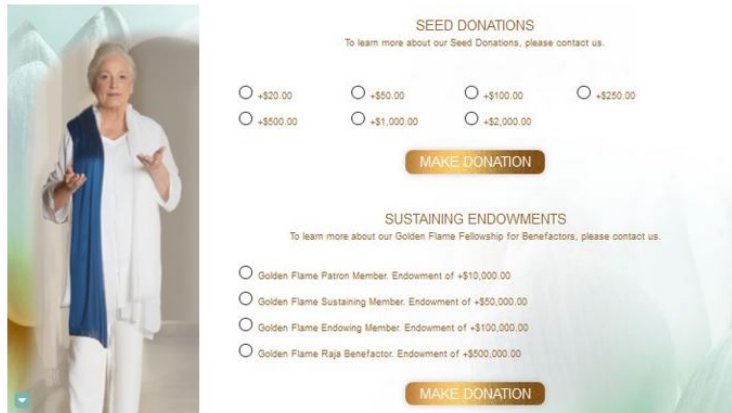 SEED DONATIONS
To learn more about our Seed Donations, please contact us.
+$20.00 +$50.00 +$100.00 +$250.00
+$500.00 +$1,000.00 +$2,000.00
MAKE DONATION
SUSTAINING ENDOWMENTS
To learn more about our Golden Flame Fellowship for Benefactors, please contact us.
Golden Flame Patron Member. Endowment of +$10,000.00
Golden Flame Sustaining Member. Endowment of +$50,000.00
Golden Flame Endowing Member. Endowment of +$100,000.00
Golden Flame Raja Benefactor. Endowment of +$500,000.00
MAKE DONATION